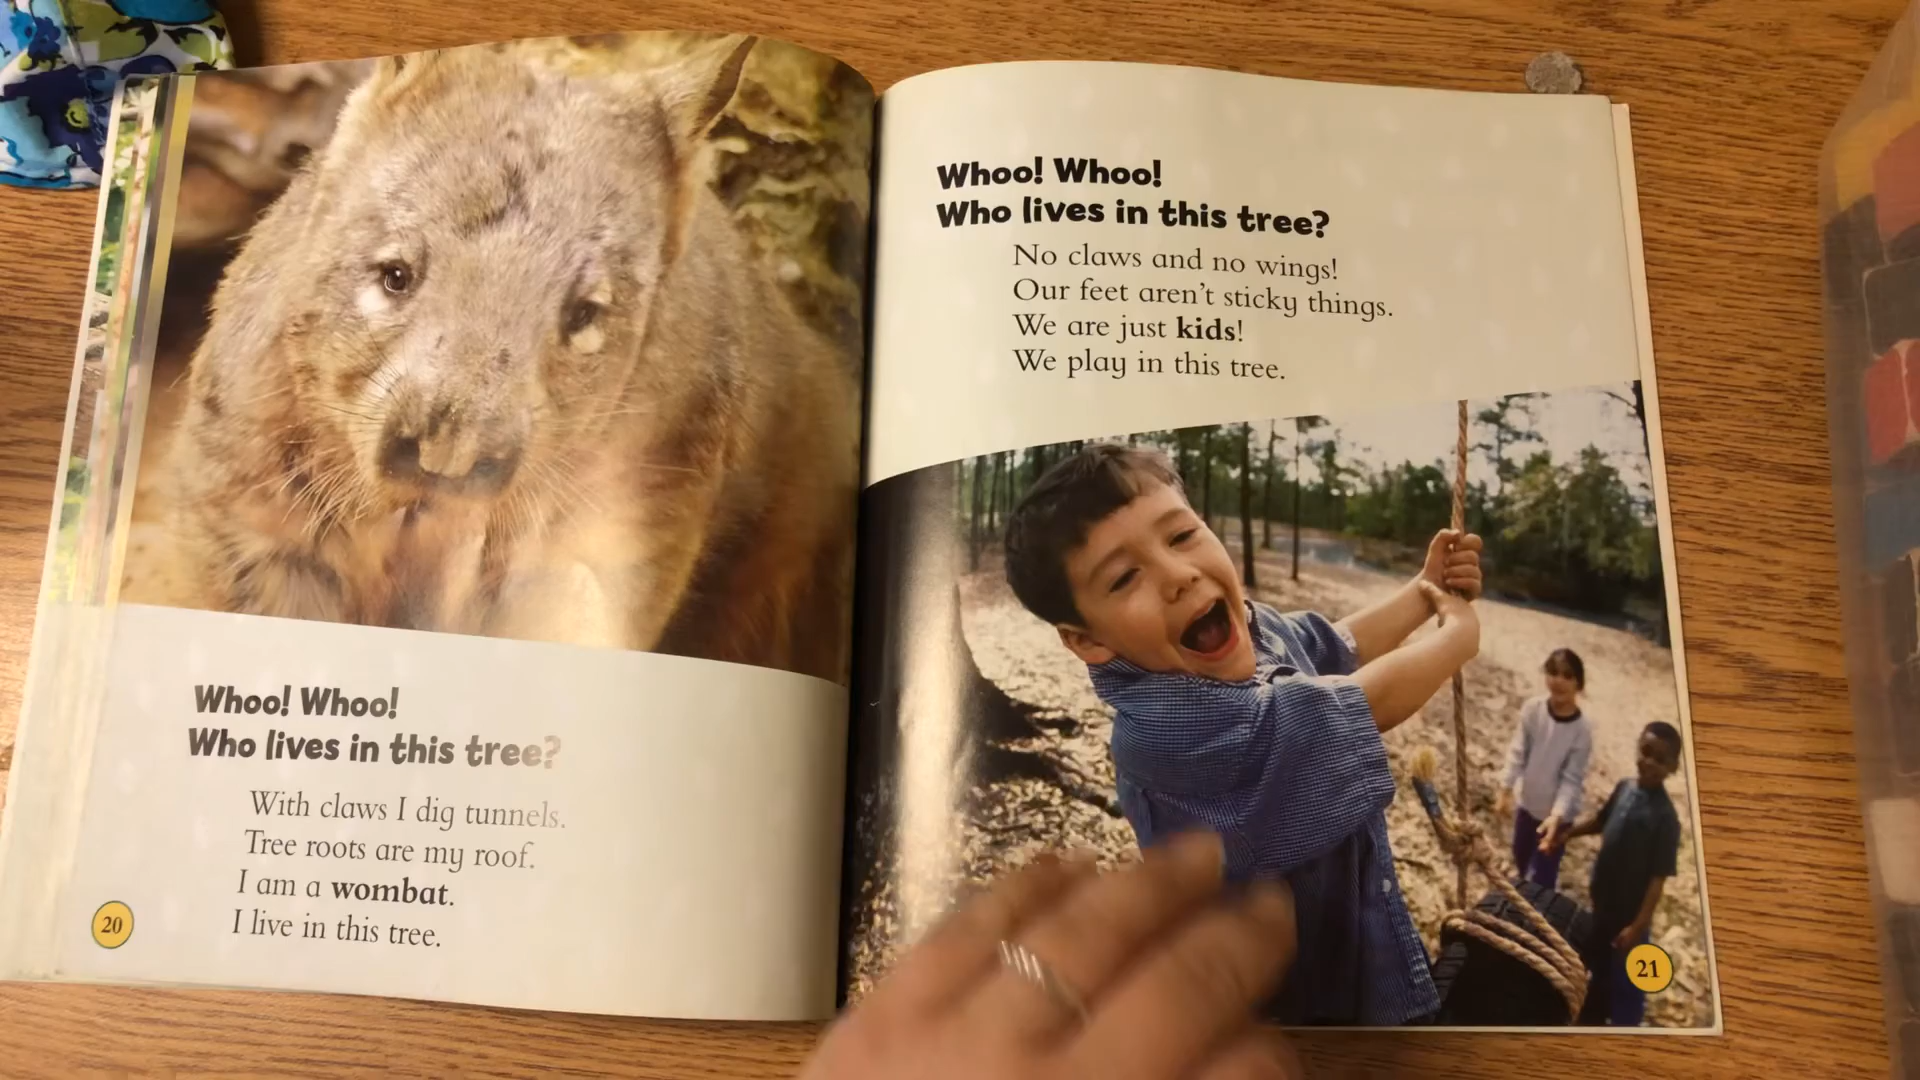 Whoo! Whoo!
Who lives in this tree?
With claws I dig tunnels.
Tree roots are my roof.
I am a wombat.
I live in this tree.
20
Whoo! Whoo!
Who lives in this tree?
No claws and no wings!
Our feet aren't sticky things.
We are just kids!
We play in this tree.
21